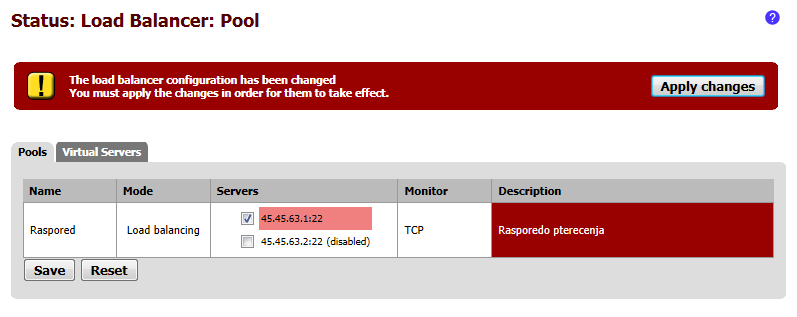 Status: Load Balancer: Pool
?
The load balancer configuration has been changed
You must apply the changes in order for them to take effect.
Apply changes
Pools Virtual Servers
Name Mode Servers Monitor Description
45.45.63.1:22
Raspored Load balancing TCP Rasporedo pterecenja
45.45.63.2:22 (disabled)
Save Reset